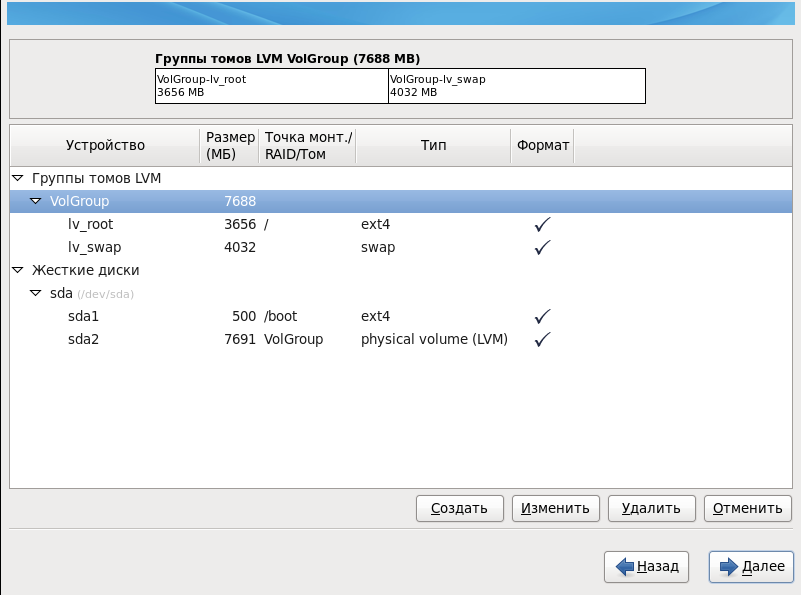 Группы томов LVM VolGroup (7688 MB)
VolGroup-lv_root VolGroup-lv_swap
3656 MB 4032 MB
Устройство Размер (МБ) Точка монт./ RAID/Том Тип Формат
Группы томов LVM
VolGroup 7688
lv_root 3656 / ext4
lv_swap 4032 swap
Жесткие диски
sda (/dev/sda)
sda1 500 /boot ext4
sda2 7691 VolGroup physical volume (LVM)
Создать Изменить Удалить Отменить
Назад Далее